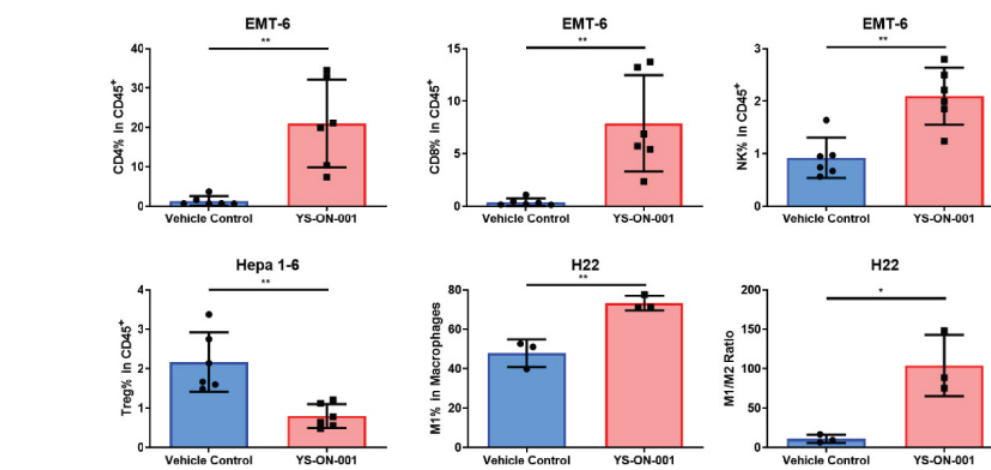 EMT-6
**
CD4% in CD45+
40
30
20
10
0
Vehicle Control YS-ON-001
EMT-6
**
CD8% in CD45+
15
10
5
0
Vehicle Control YS-ON-001
EMT-6
**
NK% in CD45+
3
2
1
0
Vehicle Control YS-ON-001
Hepa 1-6
**
Treg% in CD45+
4
3
2
1
0
Vehicle Control YS-ON-001
H22
**
M1% in Macrophages
80
60
40
20
0
Vehicle Control YS-ON-001
H22
*
M1/M2 Ratio
200
150
100
50
0
Vehicle Control YS-ON-001